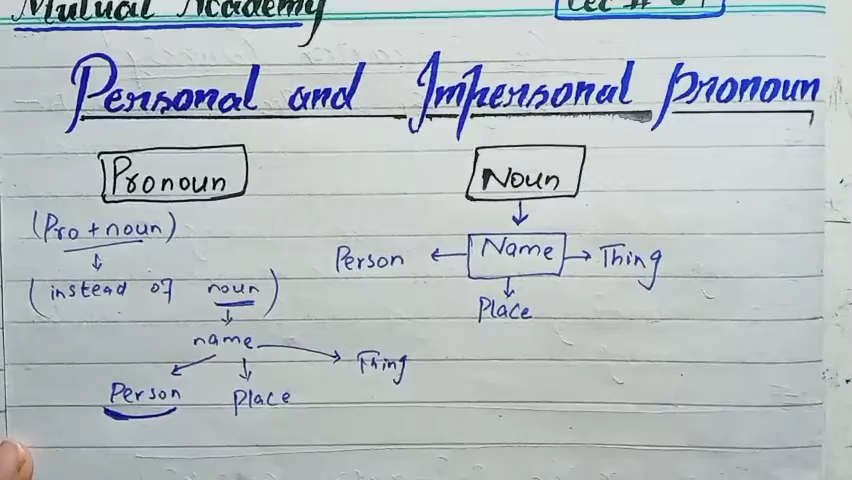 Mutual Academy
Lec #
Personal and Impersonal Pronoun
Pronoun
(Pro + noun)
(instead of noun)
name
Thing
Person Place
Noun
Person Name Thing
Place